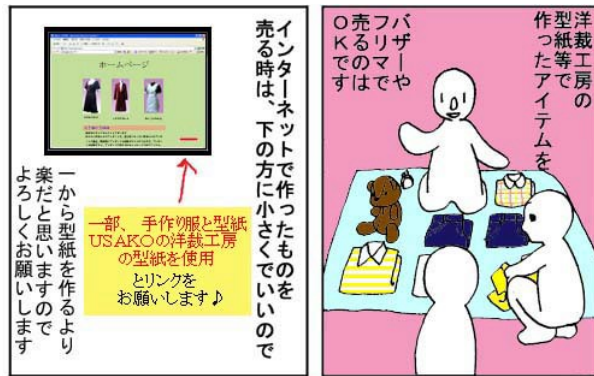 洋裁工房の
型紙等で
作ったアイテムを
バザーや
フリマで
売るのは
OKです
インターネットで作ったものを
売る時は、下の方に小さくでいいので
ホームページ
一部、手作り服と型紙
USAKOの洋裁工房
の型紙を使用
とリンクを
お願いします♪
一から型紙を作るより
楽だと思いますので
よろしくお願いします